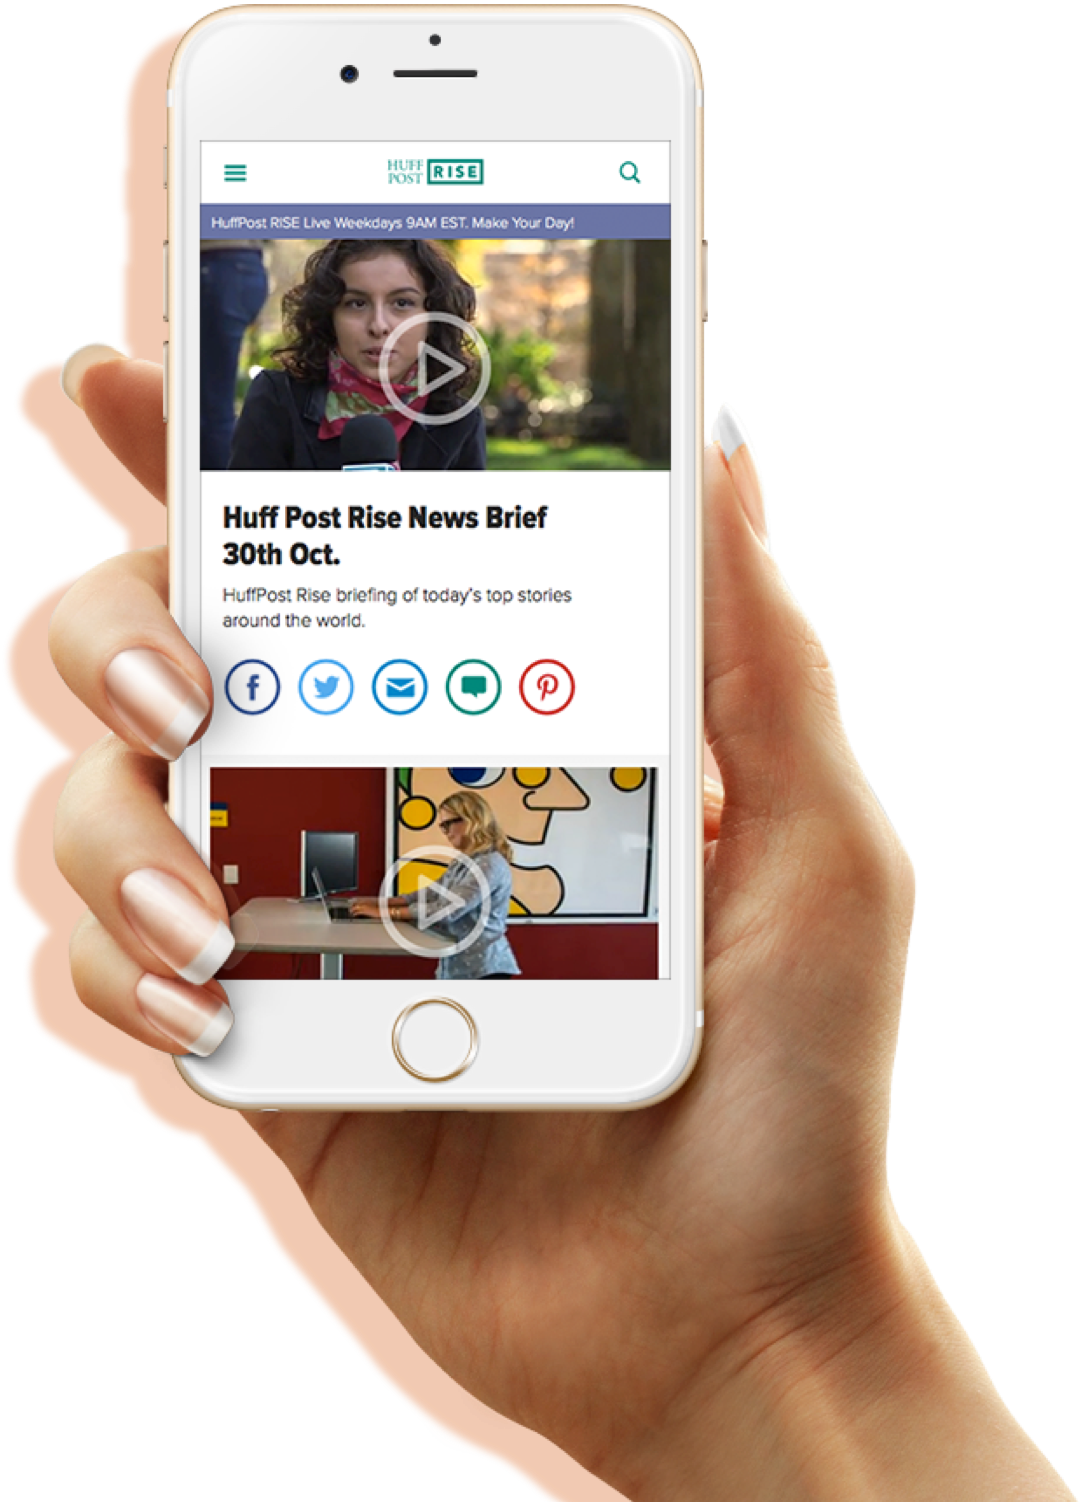 HUFF
POST RISE
HuffPost RISE Live Weekdays 9AM EST. Make Your Day!
Huff Post Rise News Brief
30th Oct.
HuffPost Rise briefing of today's top stories
around the world.